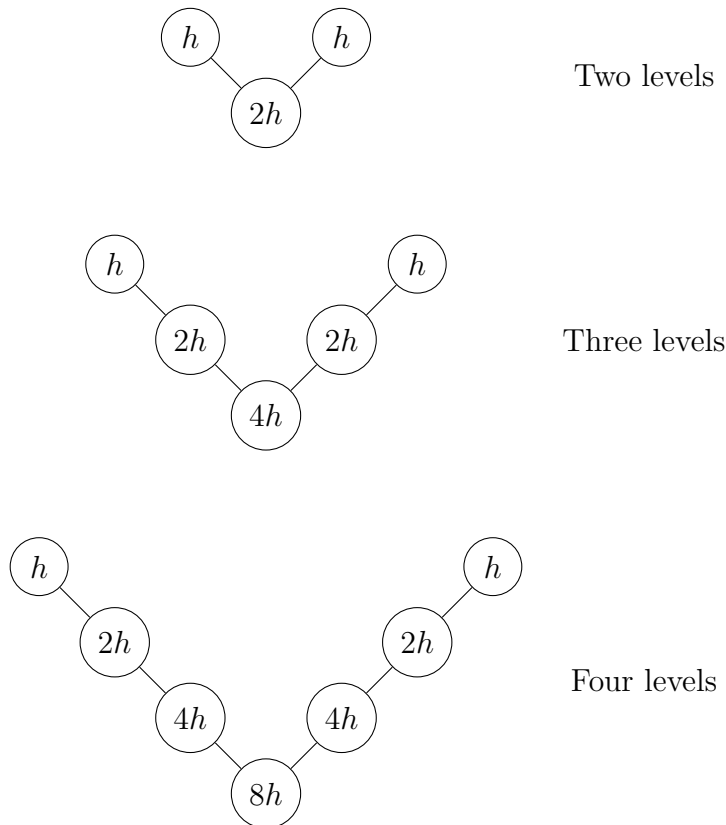 h h
2h
Two levels
h h
2h 2h
4h
Three levels
h h
2h 2h
4h 4h
8h
Four levels